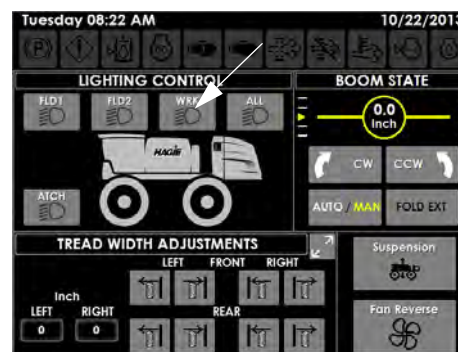 Tuesday 08:22 AM 10/22/2013
LIGHTING CONTROL
FLD1 FLD2 WRK ALL
HAGIE
ATCH
BOOM STATE
0.0
Inch
CW CCW
AUTO / MAN FOLD EXT
TREAD WIDTH ADJUSTMENTS
LEFT FRONT RIGHT
Inch
LEFT RIGHT
0 0
REAR
Suspension
Fan Reverse